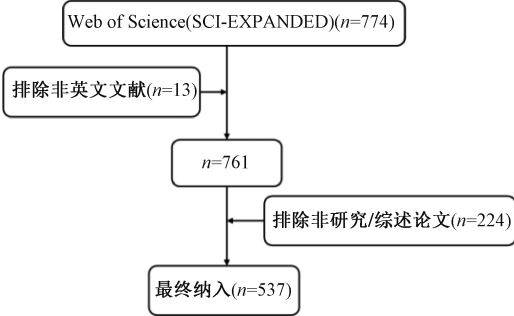 Web of Science(SCI-EXPANDED)(n=774)
排除非英文文献(n=13)
n=761
排除非研究/综述论文(n=224)
最终纳入(n=537)